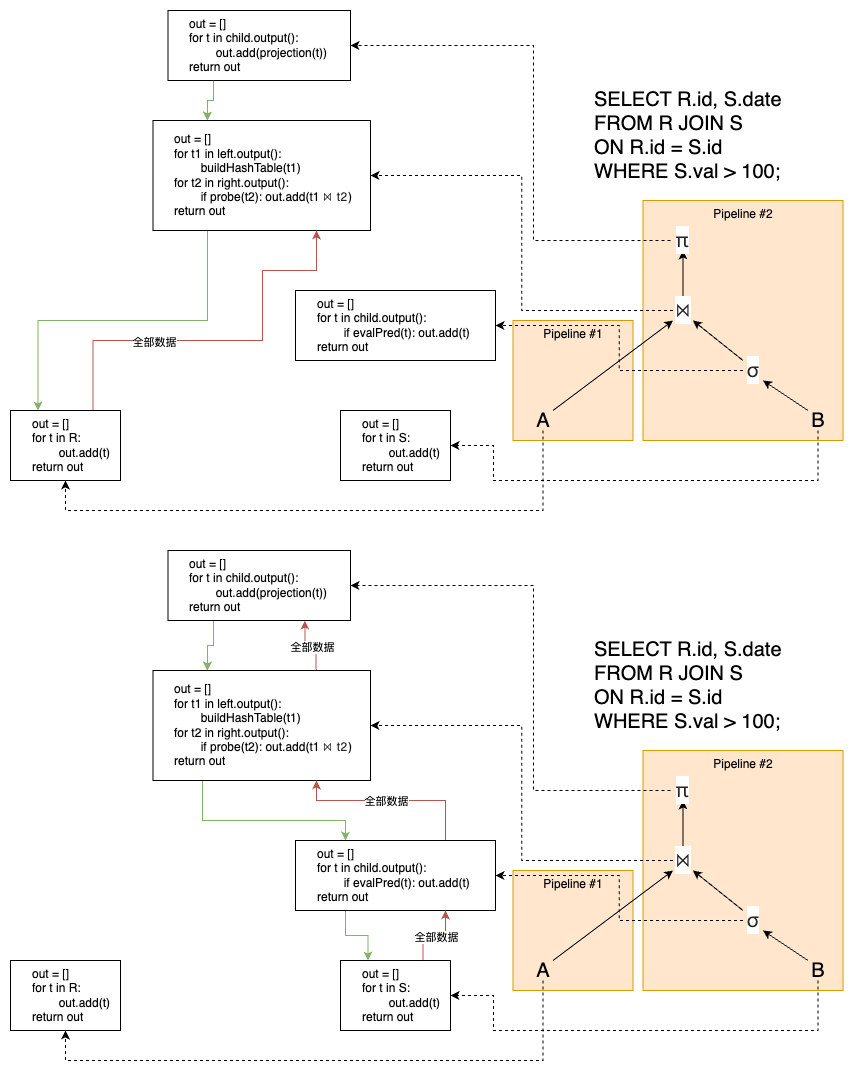 out = []
for t in child.output():
out.add(projection(t))
return out
SELECT R.id, S.date
FROM R JOIN S
ON R.id = S.id
WHERE S.val > 100;
out = []
for t1 in left.output():
buildHashTable(t1)
for t2 in right.output():
if probe(t2): out.add(t1 ⋈ t2)
return out
Pipeline #2
π
⋈
out = []
for t in child.output():
if evalPred(t): out.add(t)
return out
Pipeline #1
全部数据
σ
A
B
out = []
for t in R:
out.add(t)
return out
out = []
for t in S:
out.add(t)
return out
out = []
for t in child.output():
out.add(projection(t))
return out
全部数据
SELECT R.id, S.date
FROM R JOIN S
ON R.id = S.id
WHERE S.val > 100;
out = []
for t1 in left.output():
buildHashTable(t1)
for t2 in right.output():
if probe(t2): out.add(t1 ⋈ t2)
return out
Pipeline #2
π
全部数据
⋈
out = []
for t in child.output():
if evalPred(t): out.add(t)
return out
Pipeline #1
σ
全部数据
A
B
out = []
for t in R:
out.add(t)
return out
out = []
for t in S:
out.add(t)
return out